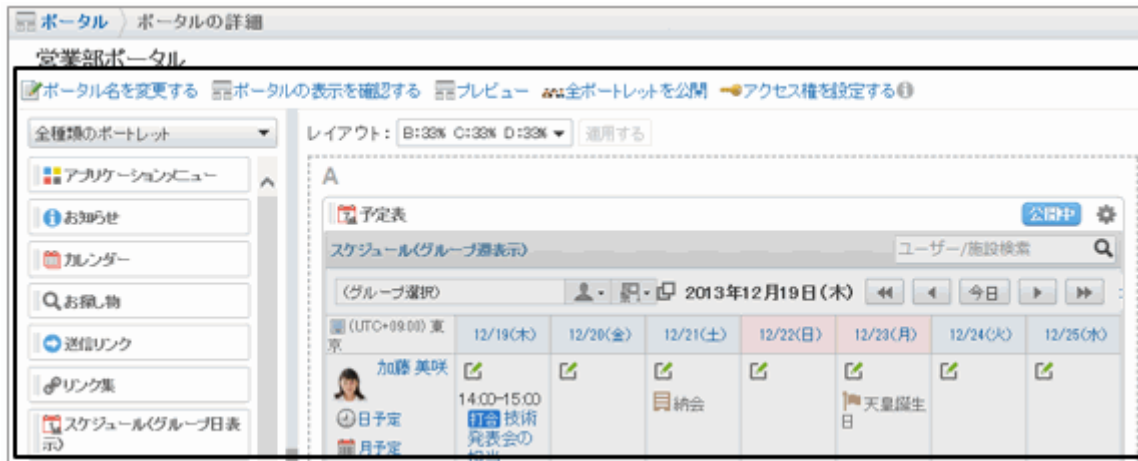 ポータル 〉 ポータルの詳細
営業部ポータル
ポータル名を変更する ポータルの表示を確認する プレビュー 全ポートレットを公開 アクセス権を設定する
全種類のポートレット
レイアウト: B:33% C:33% D:33% 適用する
アプリケーションメニュー
お知らせ
カレンダー
お探し物
送信リンク
リンク集
スケジュール(グループ日表
示)
A
予定表 公開中
スケジュール(グループ週表示) ユーザー/施設検索
(グループ選択) 2013年12月19日(木) 今日
(UTC+09:00) 東
京
12/19(木) 12/20(金) 12/21(土) 12/22(日) 12/23(月) 12/24(火) 12/25(水)
加藤 美咲
日予定
月予定
14:00-15:00
打合 技術
発表会の
担当
納会
天皇誕生
日